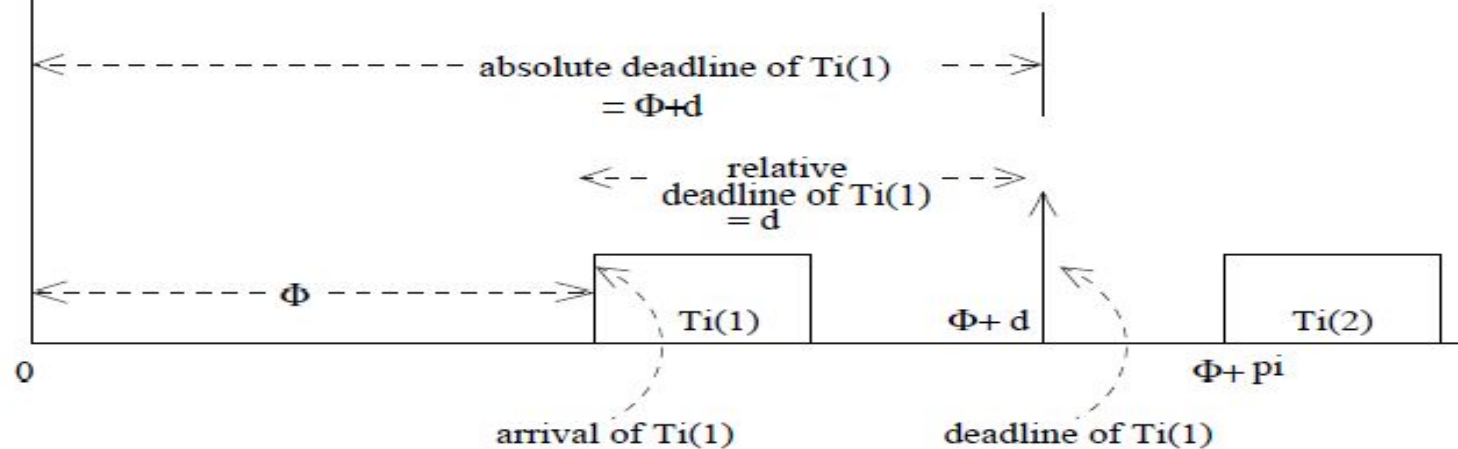 absolute deadline of Ti(1)
= Φ+d
relative
deadline of Ti(1)
= d
Φ
Ti(1)
Φ+ d
Ti(2)
0
Φ+ pi
arrival of Ti(1)
deadline of Ti(1)